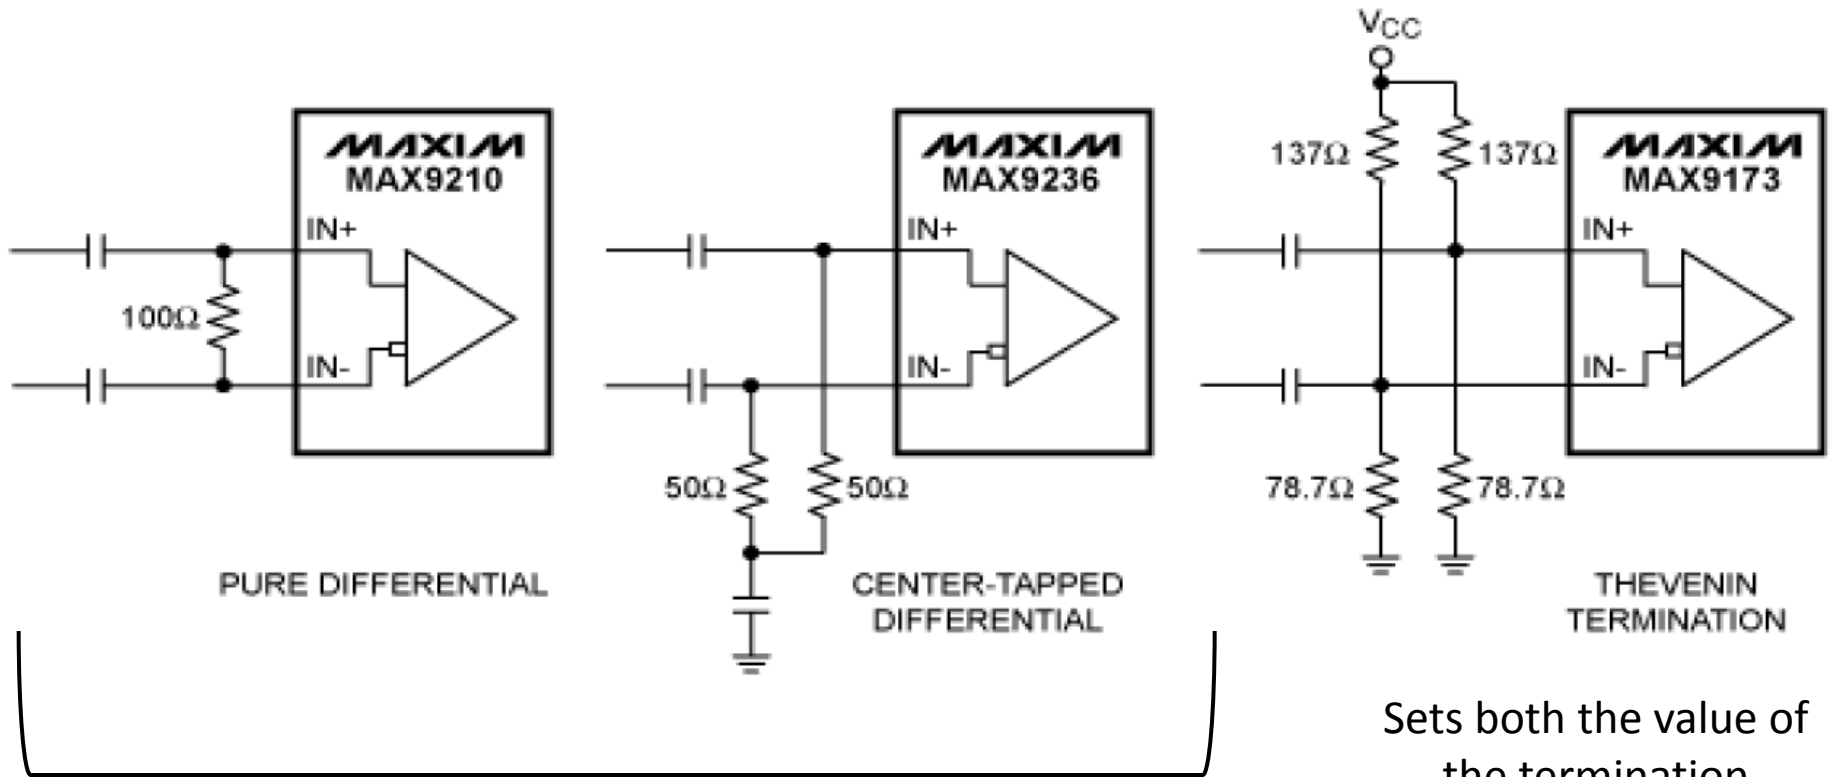 MAXIM
MAX9210
IN+
100Ω
IN-
PURE DIFFERENTIAL
MAXIM
MAX9236
IN+
IN-
50Ω 50Ω
CENTER-TAPPED
DIFFERENTIAL
VCC
137Ω 137Ω
MAXIM
MAX9173
IN+
IN-
78.7Ω 78.7Ω
THEVENIN
TERMINATION
Sets both the value of
the termination